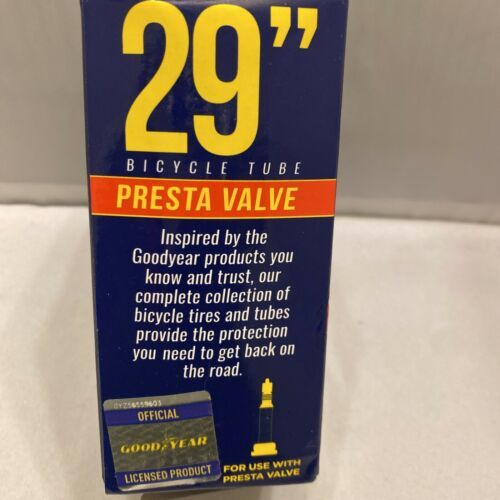 29”
BICYCLE TUBE
PRESTA VALVE
Inspired by the
Goodyear products you
know and trust, our
complete collection of
bicycle tires and tubes
provide the protection
you need to get back on
the road.
OFFICIAL
GOODYEAR
LICENSED PRODUCT
FOR USE WITH
PRESTA VALVE